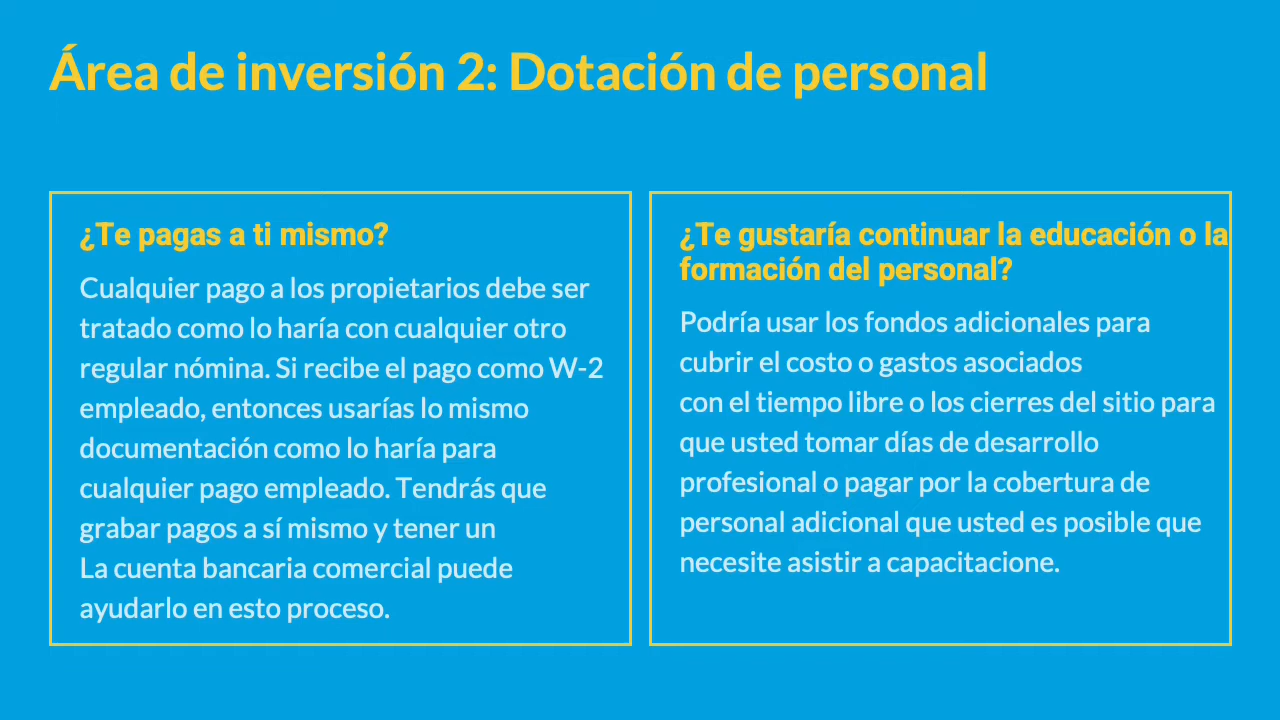 Área de inversión 2: Dotación de personal
¿Te pagas a ti mismo?
Cualquier pago a los propietarios debe ser
tratado como lo haría con cualquier otro
regular nómina. Si recibe el pago como W-2
empleado, entonces usarías lo mismo
documentación como lo haría para
cualquier pago empleado. Tendrás que
grabar pagos a sí mismo y tener un
La cuenta bancaria comercial puede
ayudarlo en esto proceso.
¿Te gustaría continuar la educación o la
formación del personal?
Podría usar los fondos adicionales para
cubrir el costo o gastos asociados
con el tiempo libre o los cierres del sitio para
que usted tomar días de desarrollo
profesional o pagar por la cobertura de
personal adicional que usted es posible que
necesite asistir a capacitacione.